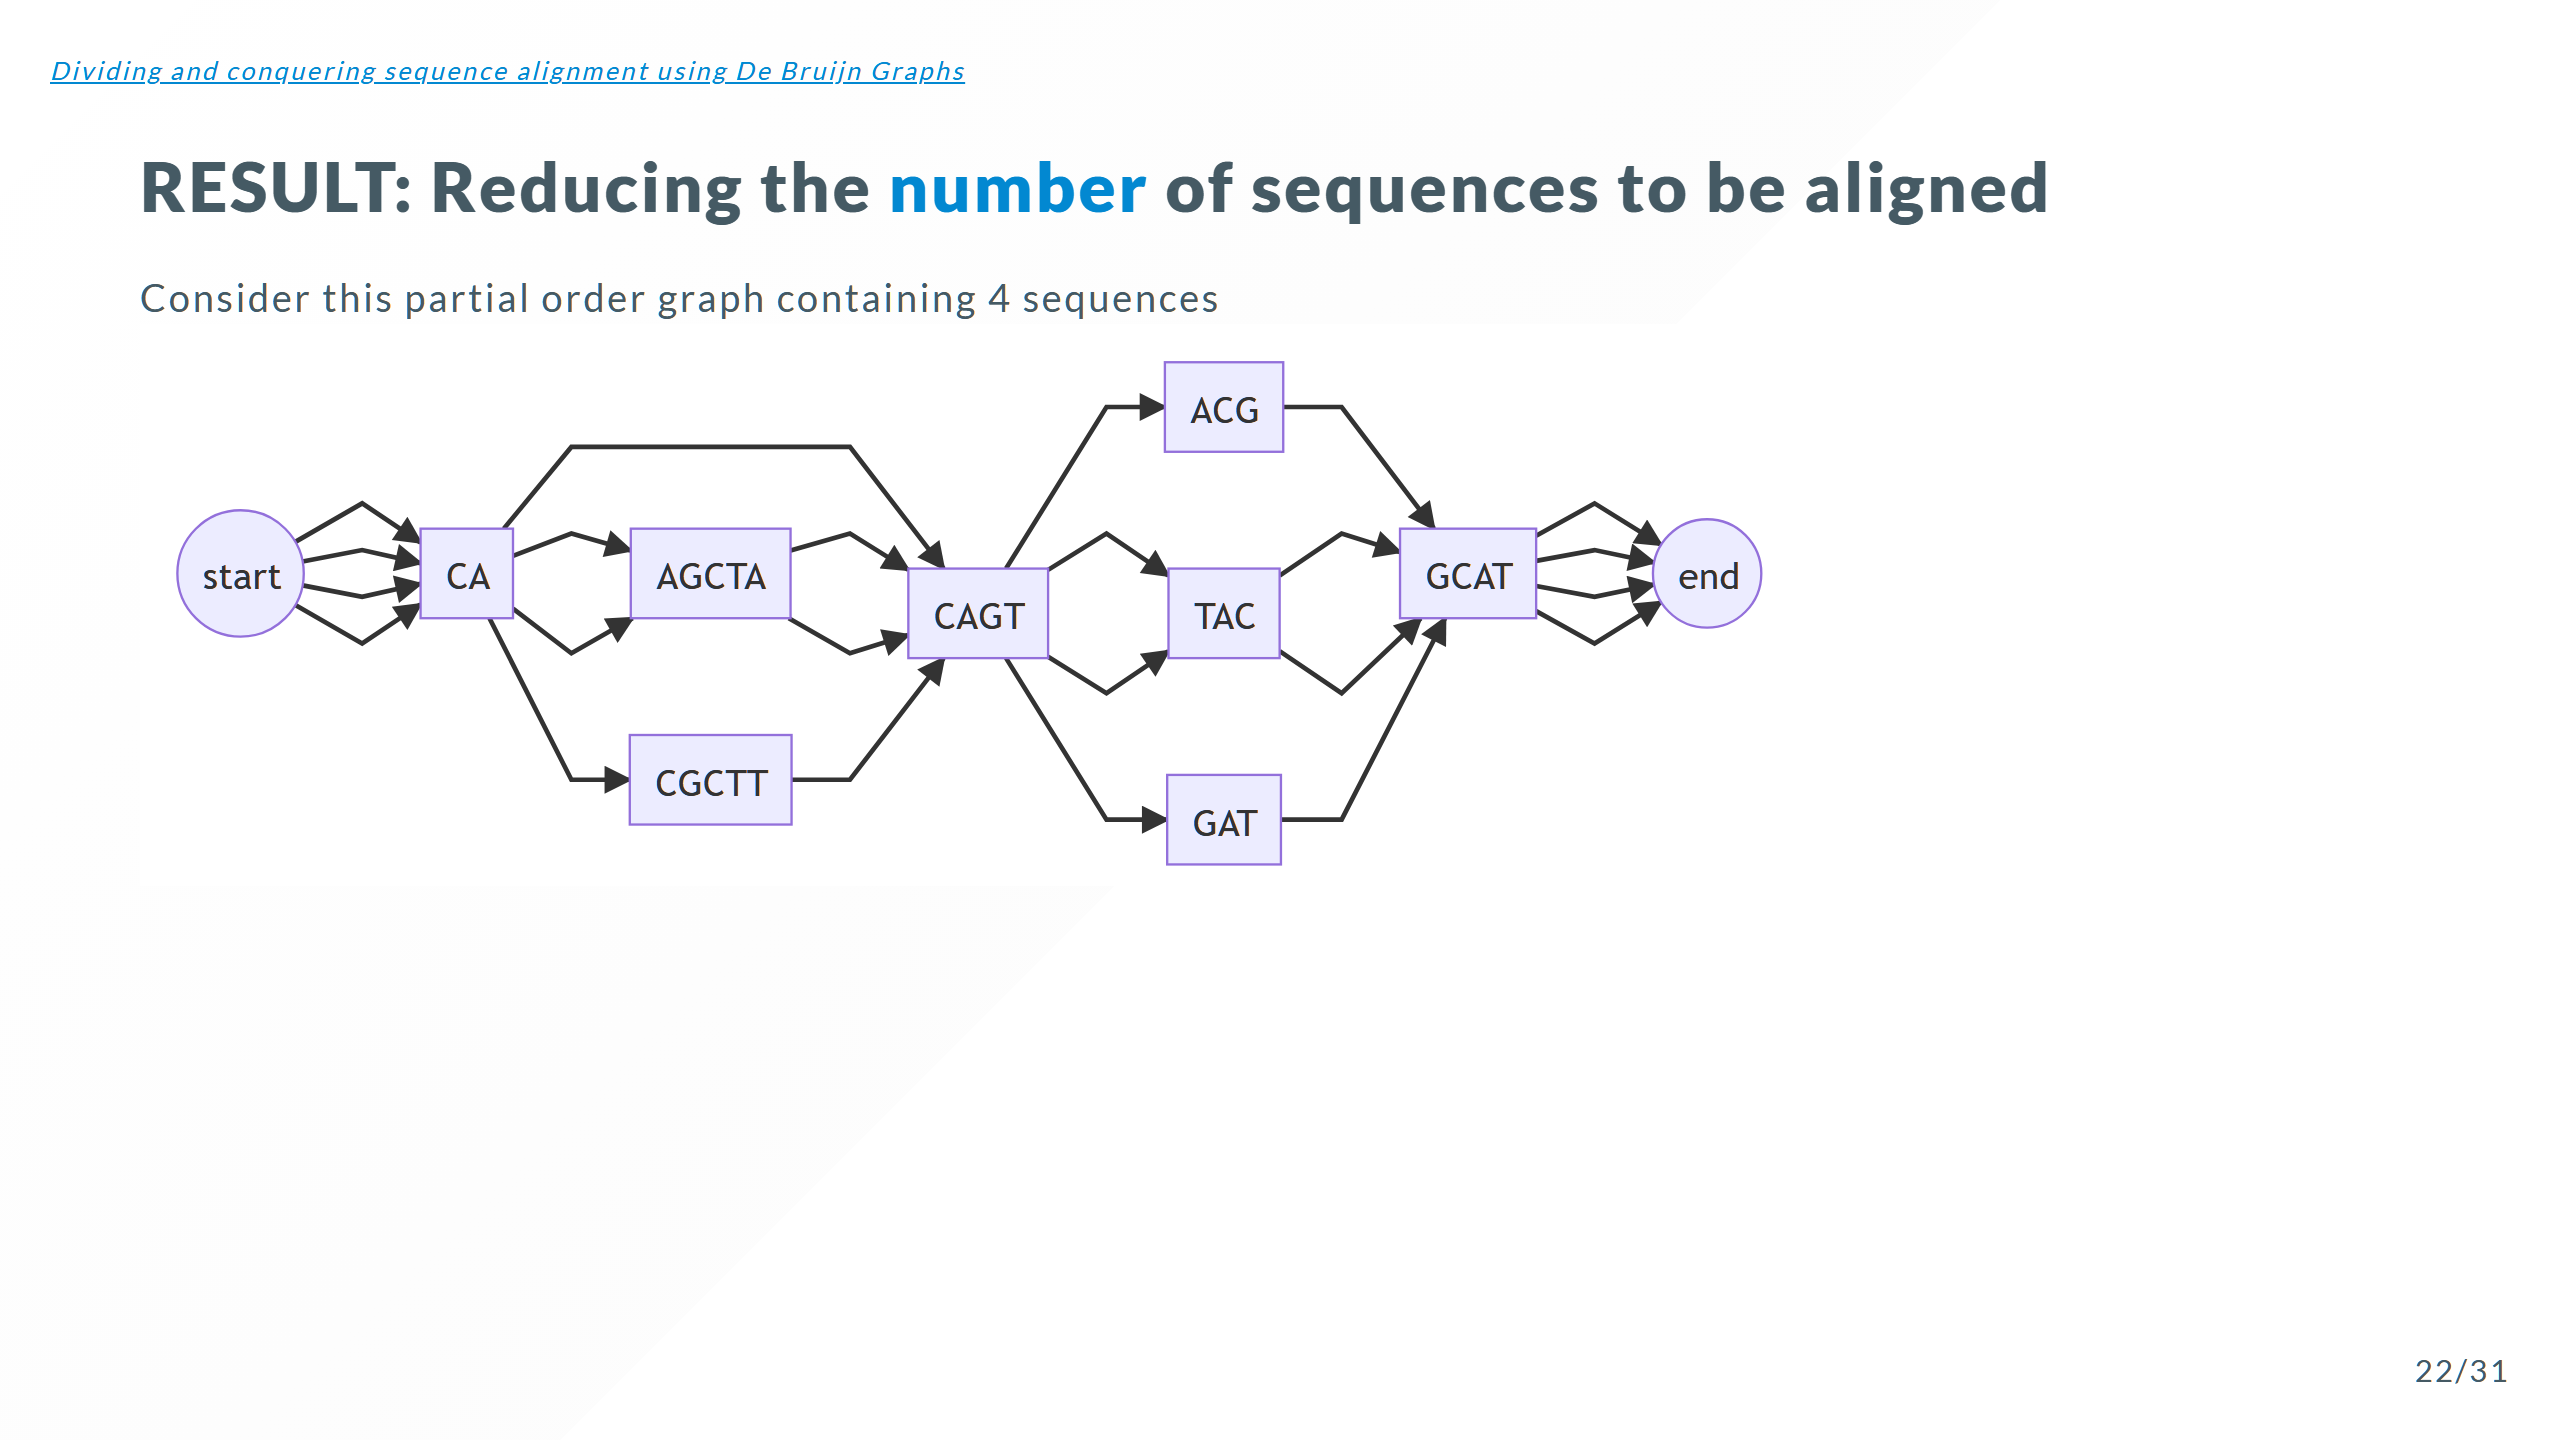 Dividing and conquering sequence alignment using De Bruijn Graphs
RESULT: Reducing the number of sequences to be aligned
Consider this partial order graph containing 4 sequences
start
CA
AGCTA
CGCTT
CAGT
ACG
TAC
GAT
GCAT
end
22/31